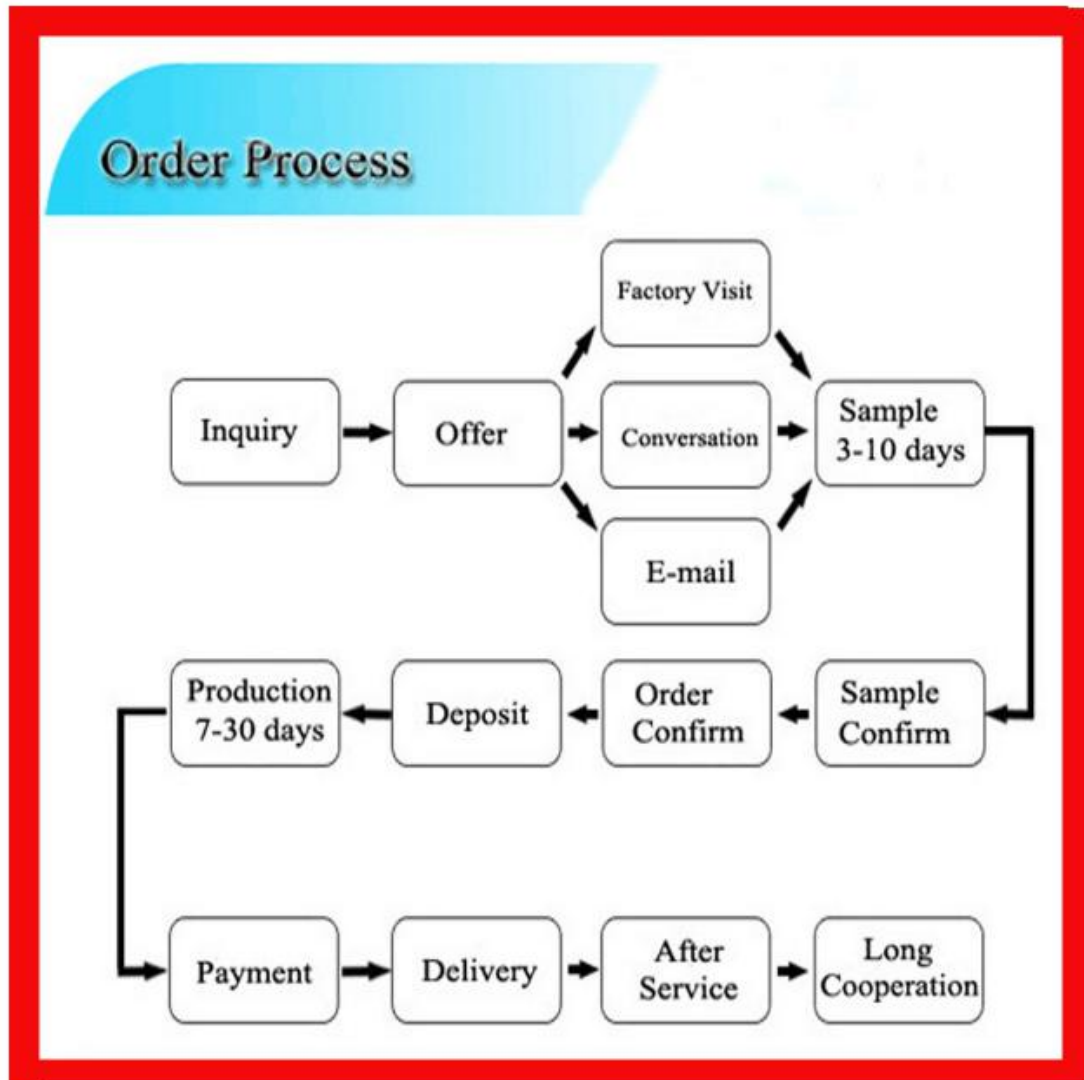 Order Process
Factory Visit
Inquiry
Offer
Conversation
Sample
3-10 days
E-mail
Production
7-30 days
Deposit
Order
Confirm
Sample
Confirm
Payment
Delivery
After
Service
Long
Cooperation